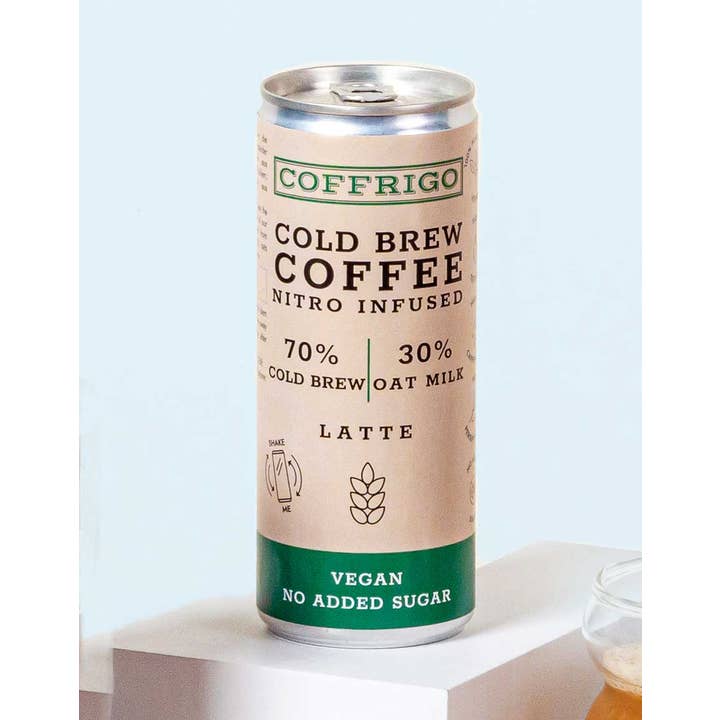 COFFRIGO
COLD BREW
COFFEE
NITRO INFUSED
70%
COLD BREW
30%
OAT MILK
LATTE
SHAKE
ME
VEGAN
NO ADDED SUGAR